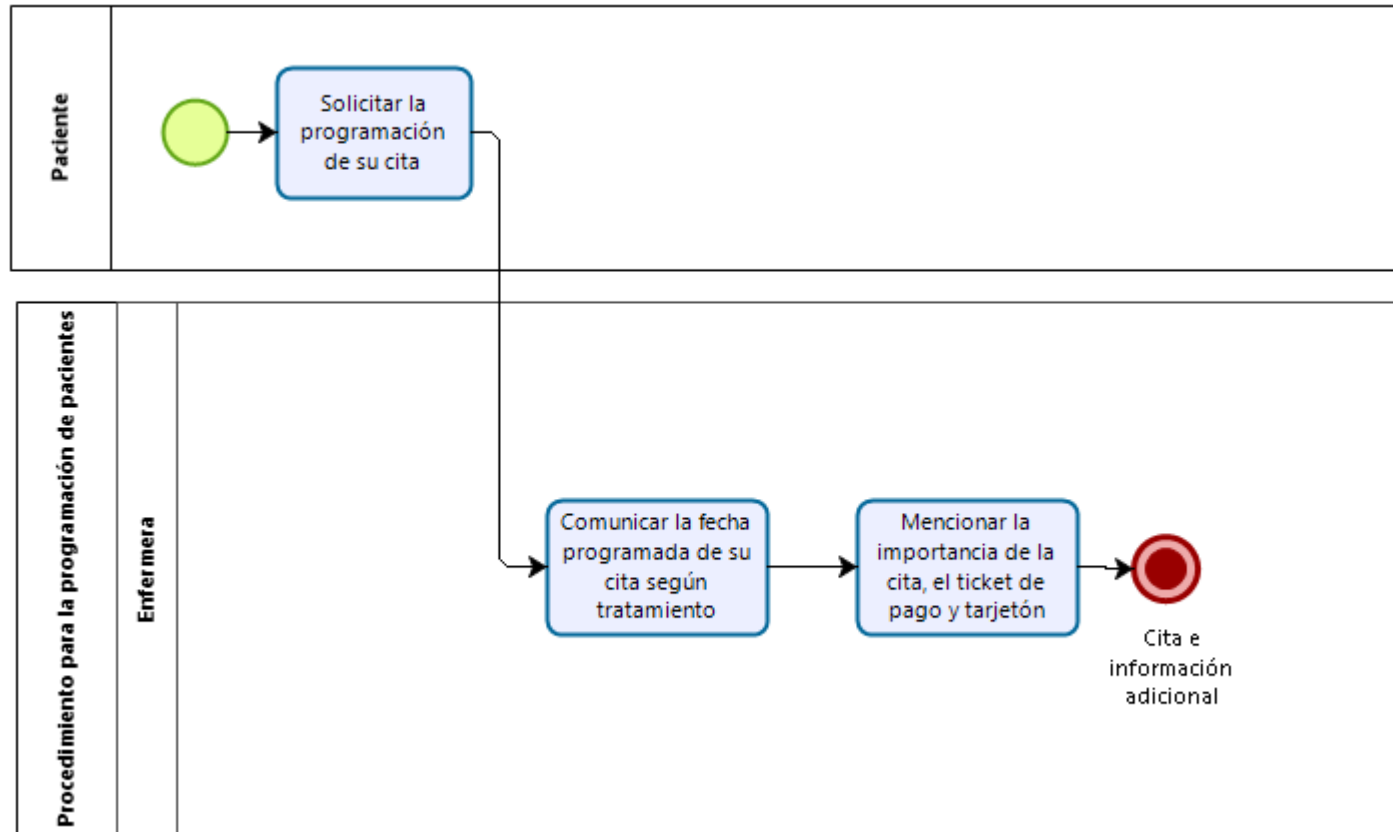 Paciente
Solicitar la
programación
de su cita
Procedimiento para la programación de pacientes
Enfermera
Comunicar la fecha
programada de su
cita según
tratamiento
Mencionar la
importancia de la
cita, el ticket de
pago y tarjetón
Cita e
información
adicional